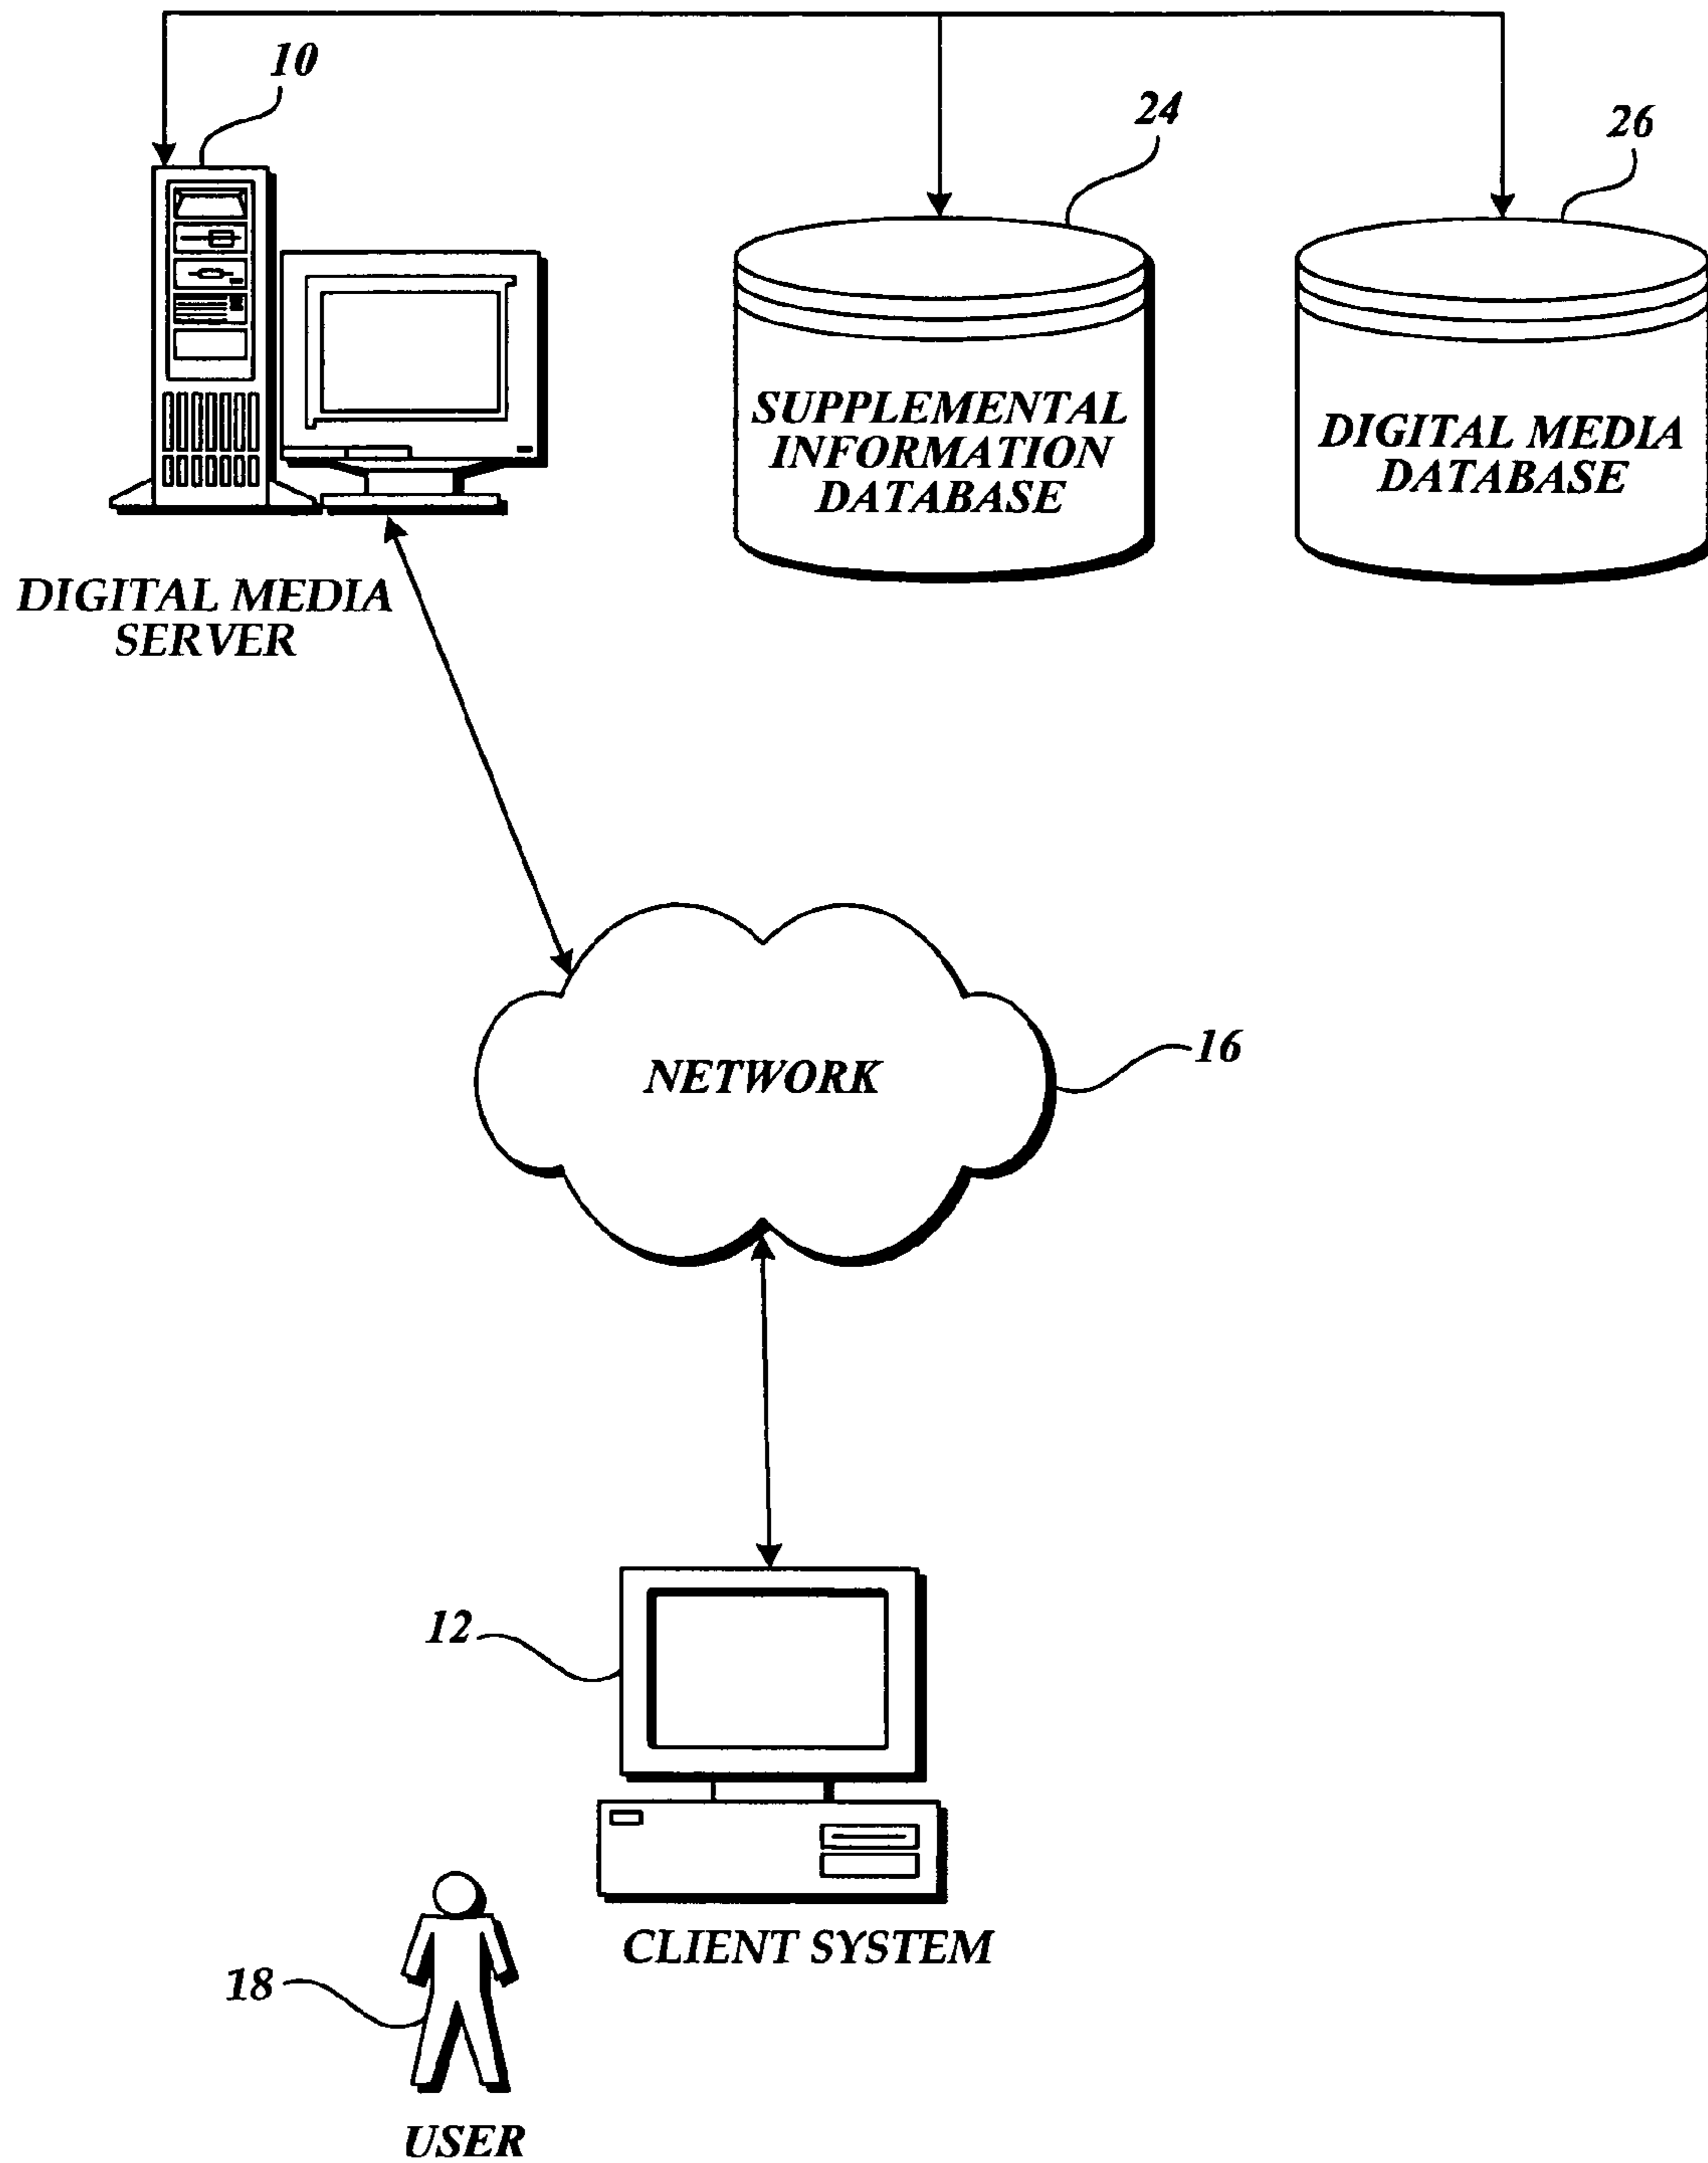 10
24
26
SUPPLEMENTAL
INFORMATION
DATABASE
DIGITAL MEDIA
DATABASE
DIGITAL MEDIA
SERVER
NETWORK
16
12
CLIENT SYSTEM
18
USER